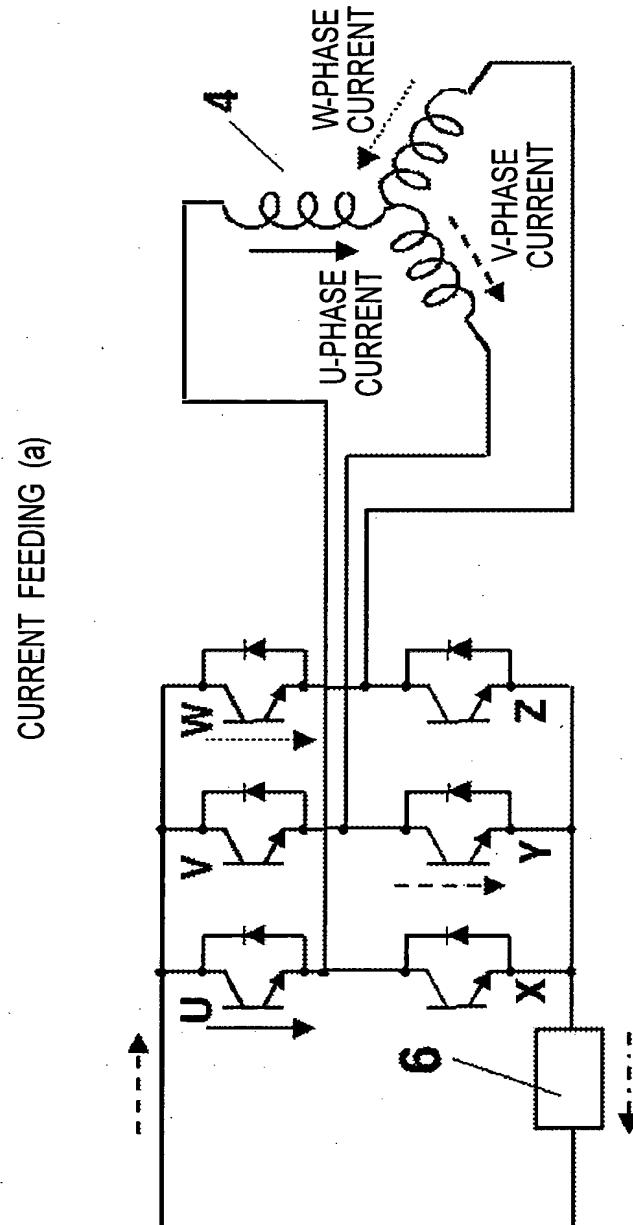 CURRENT FEEDING (a)
4
W-PHASE
CURRENT
U-PHASE
CURRENT
V-PHASE
CURRENT
U
V
W
X
Y
Z
6